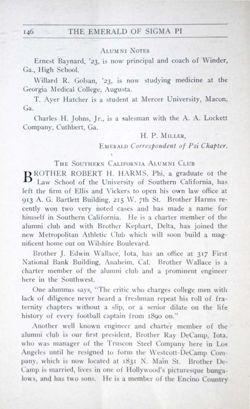 146 THE EMERALD OF SIGMA PI
ALUMNI NOTES
Ernest Baynard, '23, is now principal and coach of Winder,
Ga., High School.
Willard R. Golsan, '23, is now studying medicine at the
Georgia Medical College, Augusta.
T. Ayer Hatcher is a student at Mercer University, Macon,
Ga.
Charles H. Johns, Jr., is a salesman with the A. A. Lockett
Company, Cuthbert, Ga.
H. P. MILLER,
Emerald Correspondent of Psi Chapter.
THE SOUTHERN CALIFORNIA ALUMNI CLUB
BROTHER ROBERT H. HARMS, Phi, a graduate of the
Law School of the University of Southern California, has
left the firm of Ellis and Vickers to open his own law office at
913 A. G. Bartlett Building, 215 W. 7th St. Brother Harms re-
cently won two very noted cases and has made a name for
himself in Southern California. He is a charter member of the
alumni club and with Brother Kephart, Delta, has joined the
new Metropolitan Athletic Club which will soon build a mag-
nificent home out on Wilshire Boulevard.
Brother J. Edwin Wallace, Iota, has an office at 317 First
National Bank Building, Anaheim, Cal. Brother Wallace is a
charter member of the alumni club and a prominent engineer
here in the Southwest.
One alumnus says, "The critic who charges college men with
lack of diligence never heard a freshman repeat his roll of fra-
ternity chapters without a slip, or a senior dilate on the life
history of every football captain from 1890 on."
Another well known engineer and charter member of the
alumni club is our first president, Brother Ray DeCamp, Iota,
who was manager of the Truscon Steel Company here in Los
Angeles until he resigned to form the Westcott-DeCamp Com-
pany, which is now located at 1831 N. Main St. Brother De-
Camp is married, lives in one of Hollywood's picturesque bunga-
lows, and has two sons. He is a member of the Encino Country